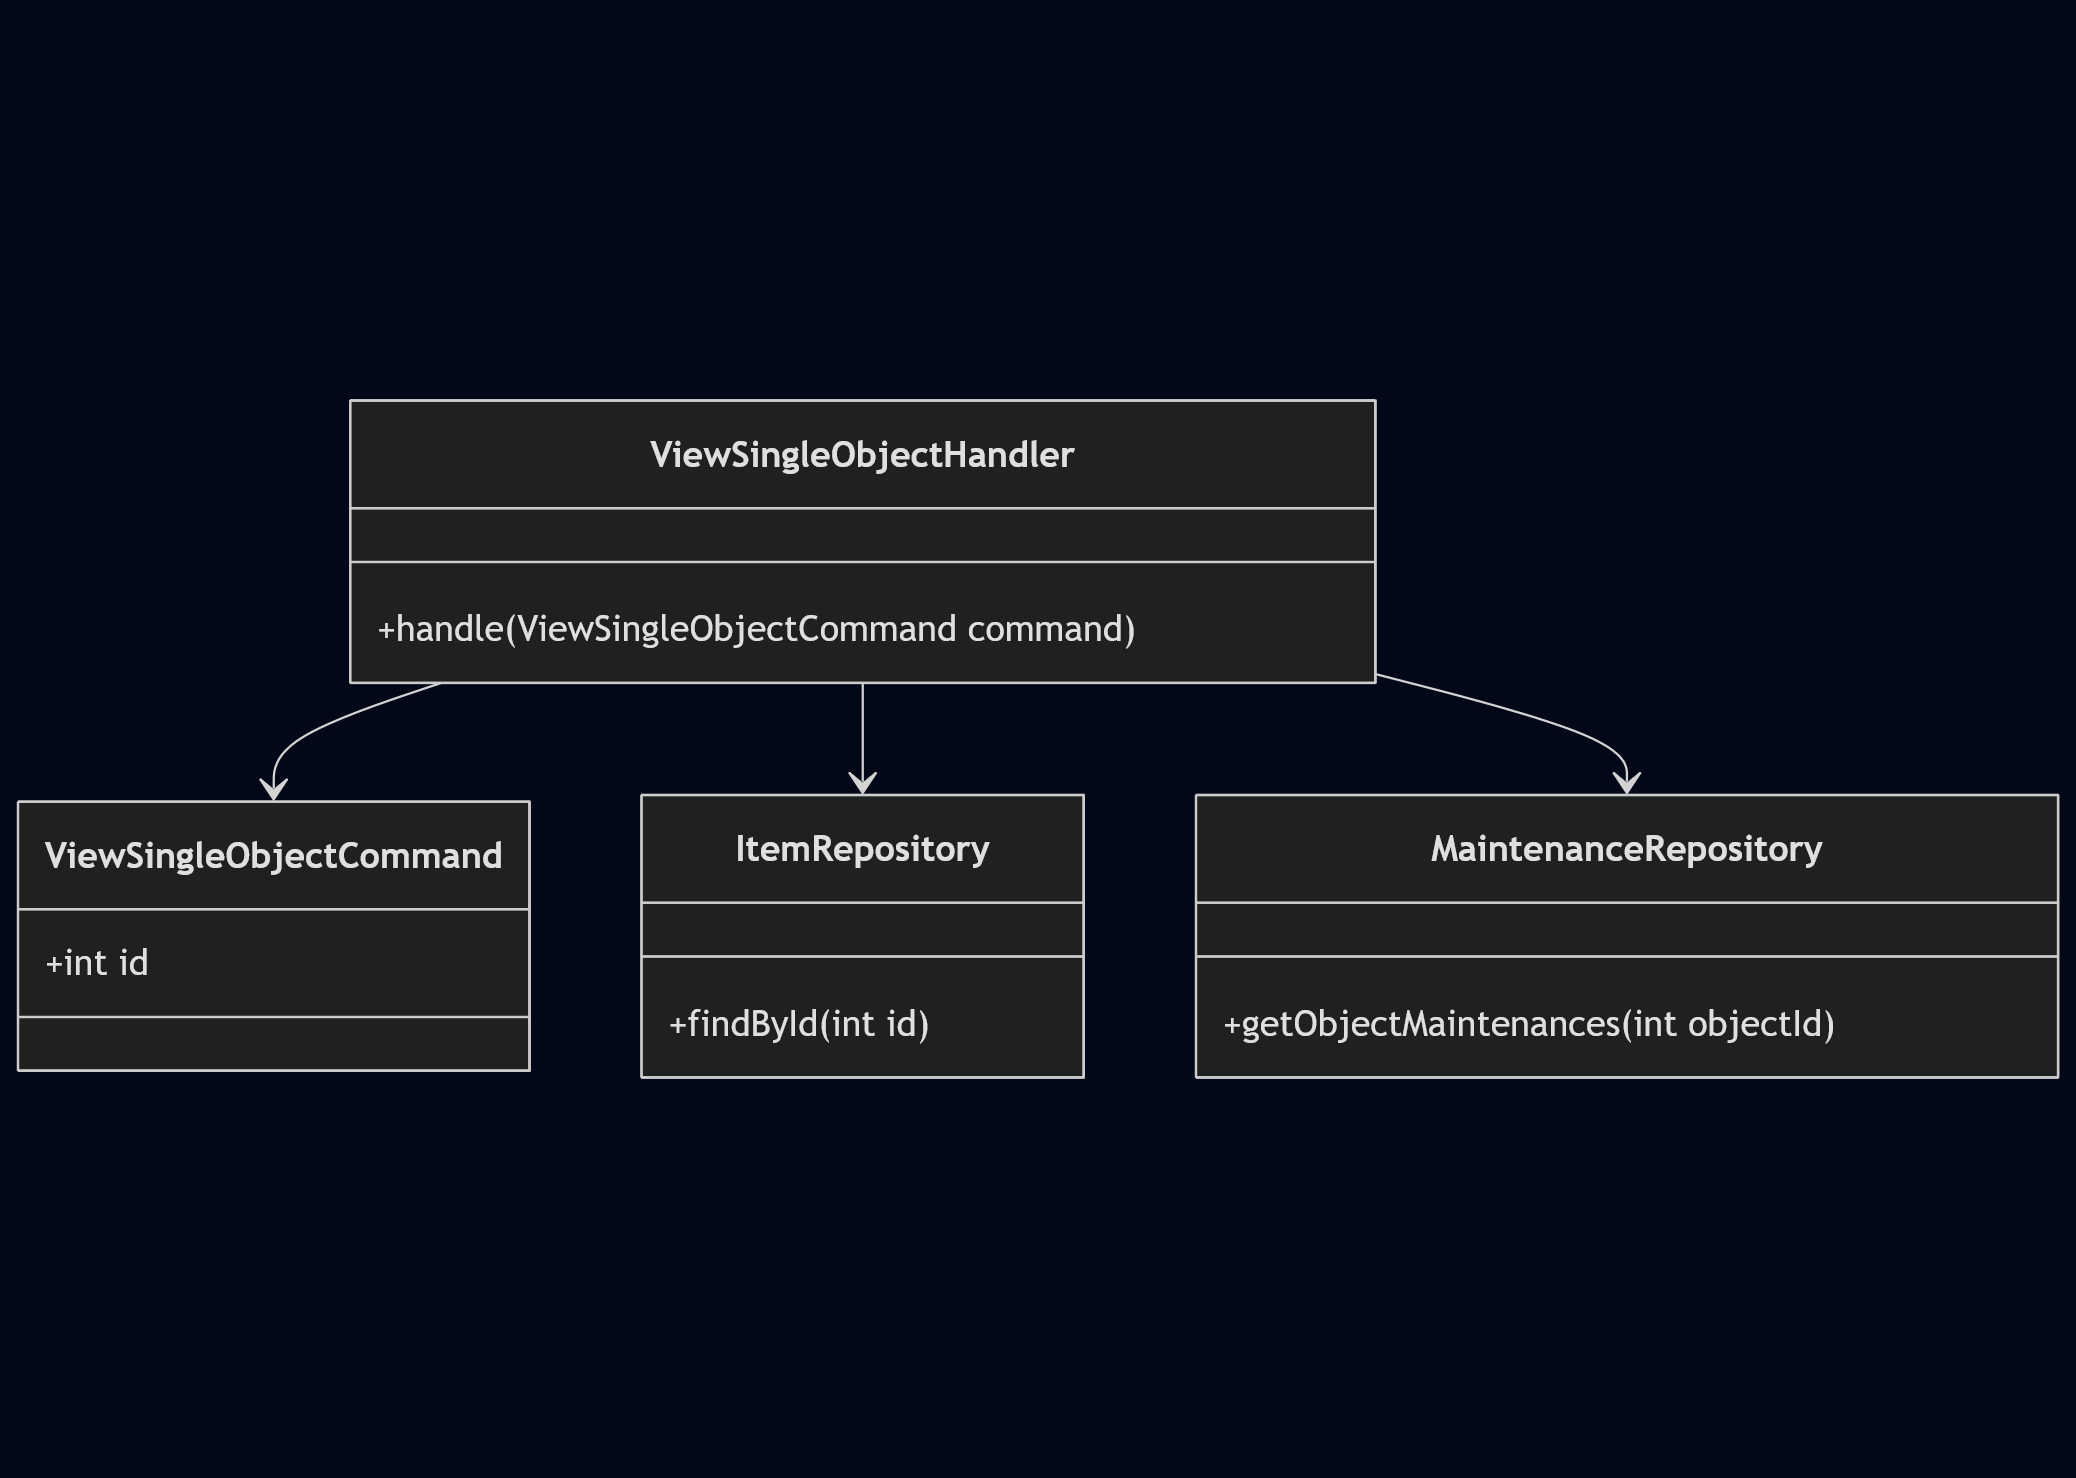 ViewSingleObjectHandler
+handle(ViewSingleObjectCommand command)
ViewSingleObjectCommand
+int id
ItemRepository
+findById(int id)
MaintenanceRepository
+getObjectMaintenances(int objectId)